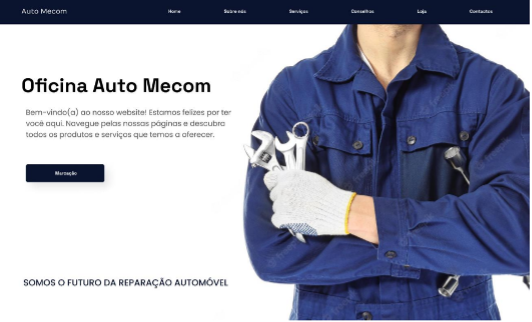 Auto Mecom
Home
Sobre nós
Serviços
Conselhos
Loja
Contactos
Oficina Auto Mecom
Bem-vindo(a) ao nosso website! Estamos felizes por ter
você aqui. Navegue pelas nossas páginas e descubra
todos os produtos e serviços que temos a oferecer.
Marcação
SOMOS O FUTURO DA REPARAÇÃO AUTOMÓVEL